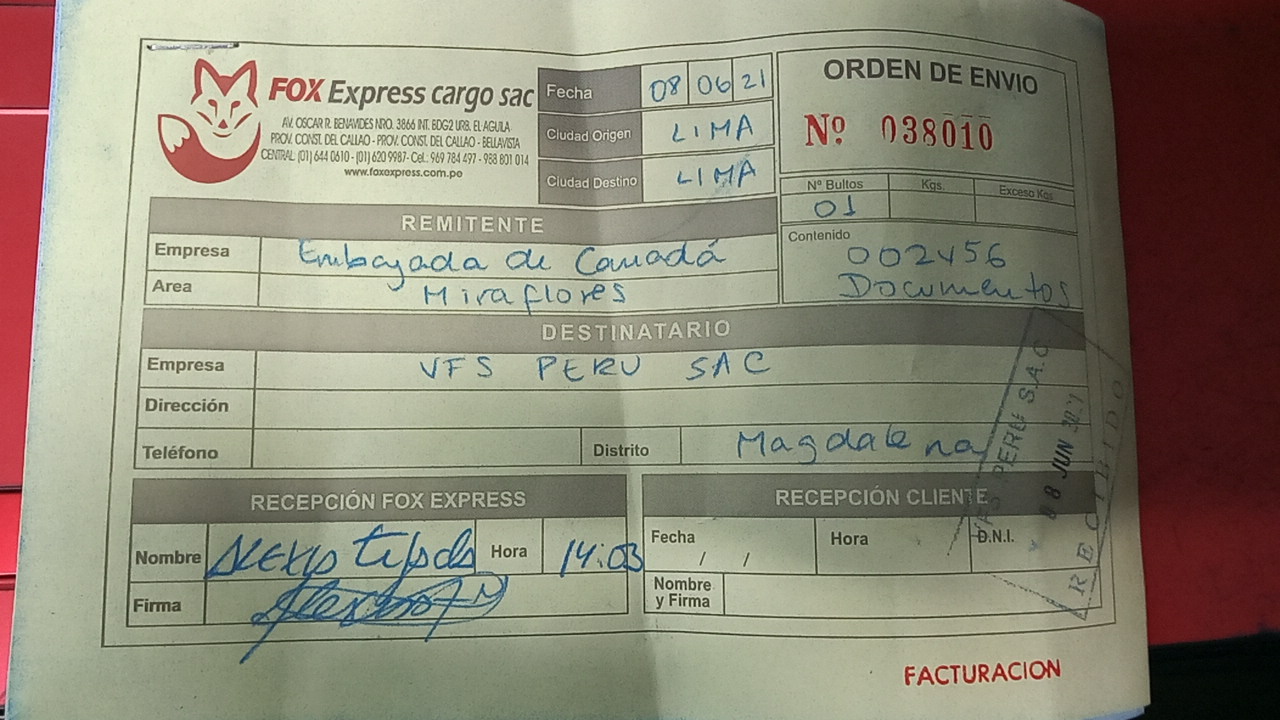 FOX Express cargo sac
AV. OSCAR R. BENAVIDES NRO. 3866 INT. BDG2 URB. EL AGUILA
PROV. CONST. DEL CALLAO - PROV. CONST. DEL CALLAO - BELLAVISTA
CENTRAL: (01) 644 0610 - (01) 620 9987- Cel.: 969 784 497 - 988 801 014
www.foxexpress.com.pe
Fecha 08 06 21
Ciudad Origen LIMA
Ciudad Destino LIMA
ORDEN DE ENVIO
Nº 038010
Nº Bultos Kgs. Exceso Kgs.
01
Contenido
002456
Documentos
REMITENTE
Empresa Embajada de Canadá
Area Miraflores
DESTINATARIO
Empresa VFS PERU SAC
Dirección
Teléfono Distrito Magdalena
RECEPCIÓN FOX EXPRESS
Nombre Alexis Hora 14:03
Firma
RECEPCIÓN CLIENTE
Fecha / / Hora D.N.I.
Nombre
y Firma
VFS PERU S.A.C.
08 JUN
RECIBIDO
FACTURACION